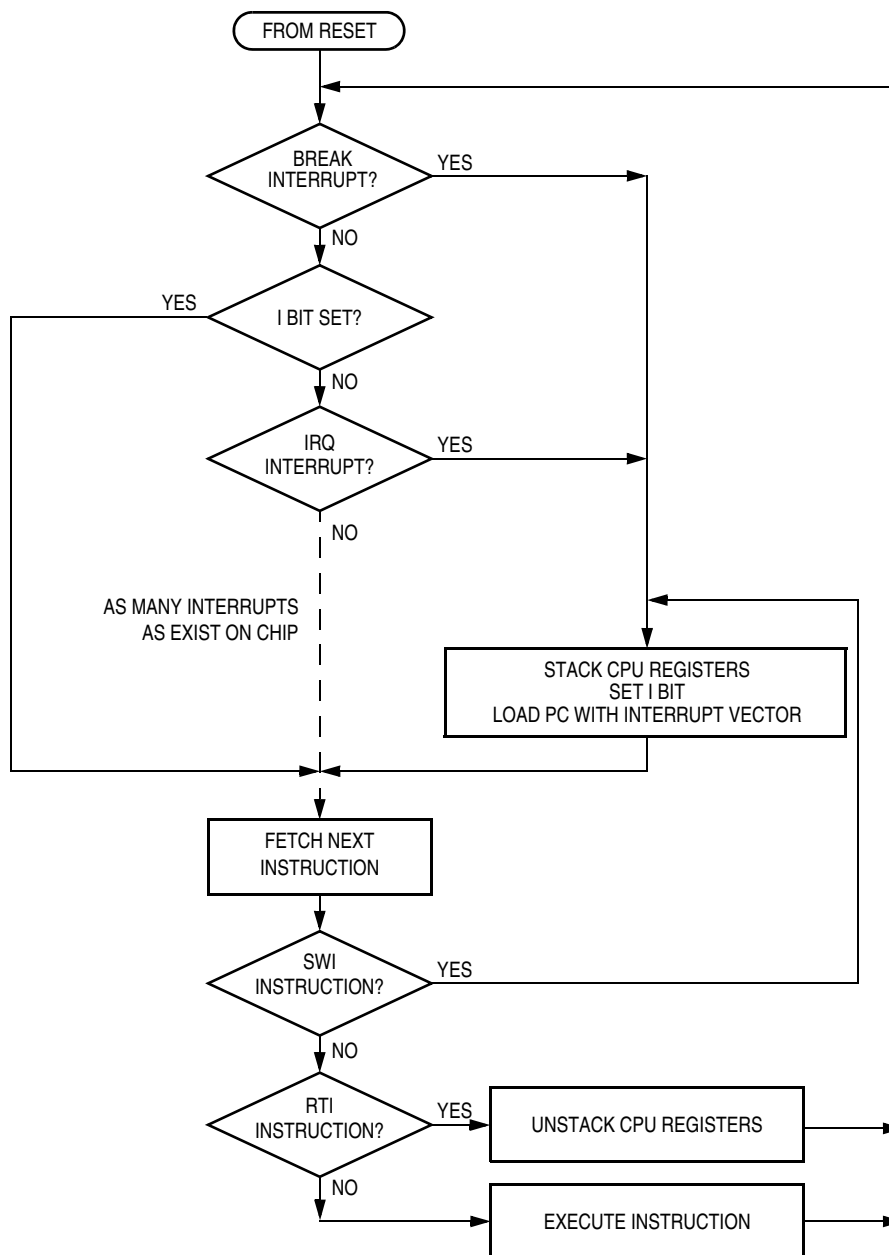 FROM RESET
BREAK
INTERRUPT?
YES
NO
YES
I BIT SET?
NO
IRQ
INTERRUPT?
YES
NO
AS MANY INTERRUPTS
AS EXIST ON CHIP
STACK CPU REGISTERS
SET I BIT
LOAD PC WITH INTERRUPT VECTOR
FETCH NEXT
INSTRUCTION
SWI
INSTRUCTION?
YES
NO
RTI
INSTRUCTION?
YES
UNSTACK CPU REGISTERS
NO
EXECUTE INSTRUCTION